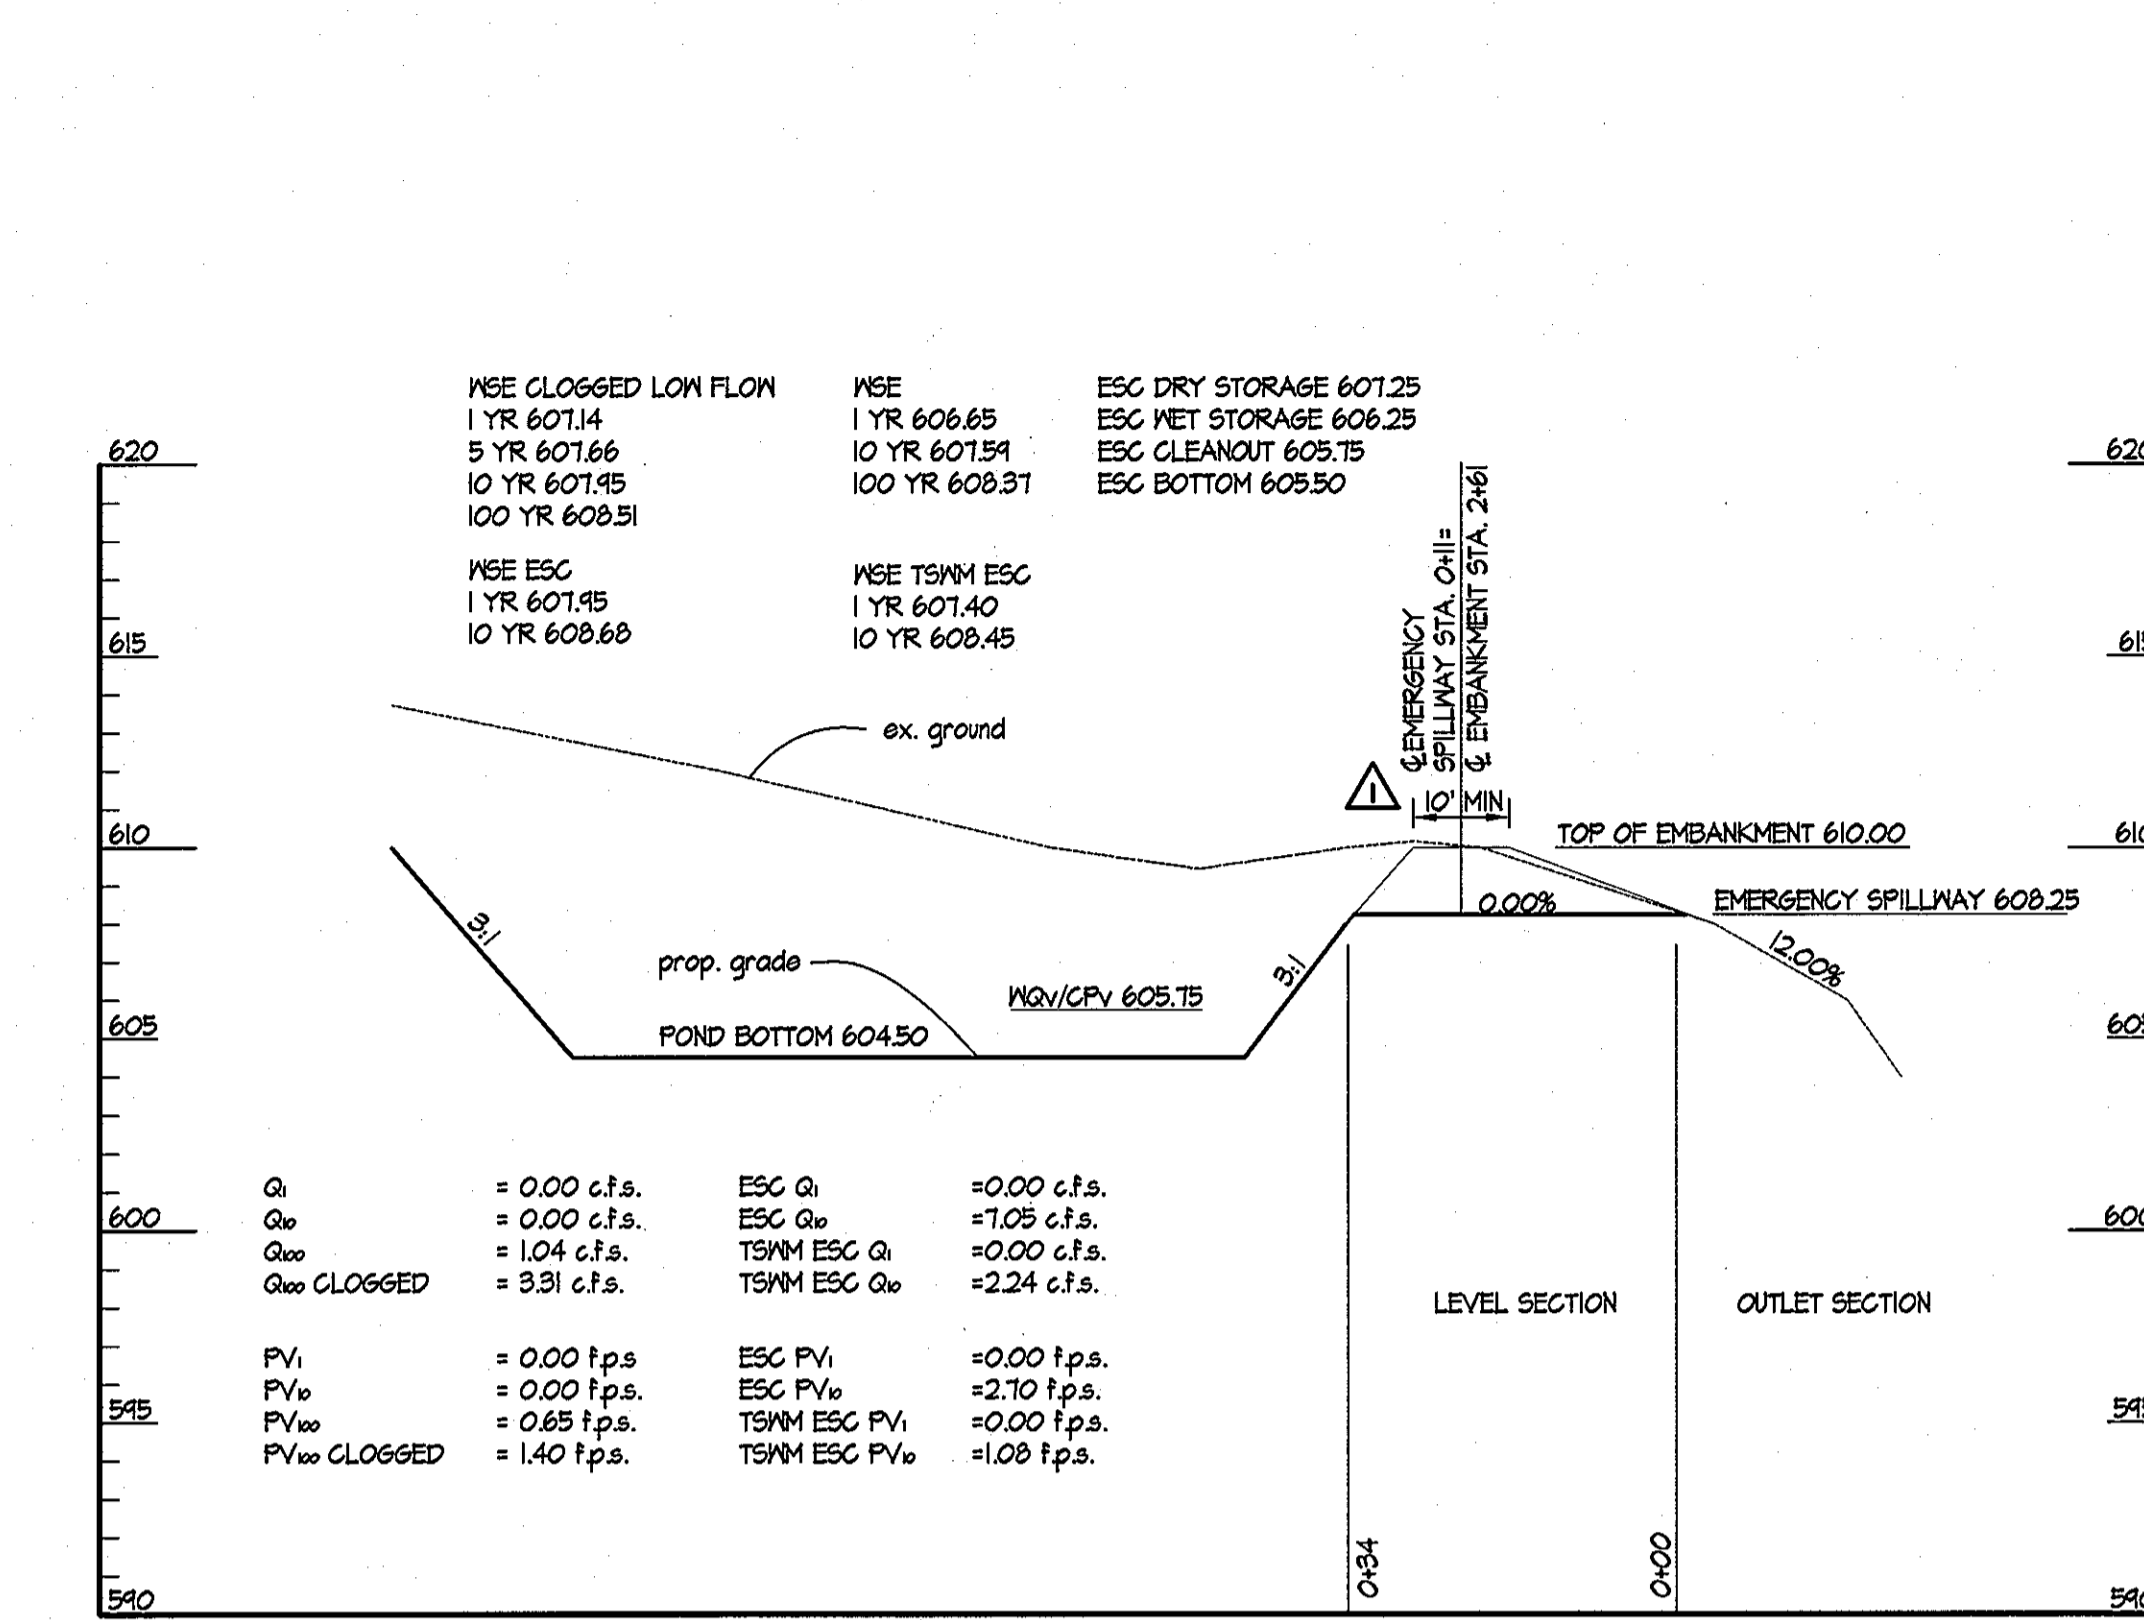 WSE CLOGGED LOW FLOW
1 YR 607.14
5 YR 607.66
10 YR 607.95
100 YR 608.51
WSE
1 YR 606.65
10 YR 607.59
100 YR 608.37
ESC DRY STORAGE 607.25
ESC WET STORAGE 606.25
ESC CLEANOUT 605.75
ESC BOTTOM 605.50
WSE ESC
1 YR 607.95
10 YR 608.68
WSE TSWM ESC
1 YR 607.40
10 YR 608.45
℄ EMERGENCY
SPILLWAY STA. 0+11=
℄ EMBANKMENT STA. 2+61
620
615
610
605
600
595
590
ex. ground
1
10' MIN
TOP OF EMBANKMENT 610.00
0.00%
EMERGENCY SPILLWAY 608.25
12.00%
3:1
prop. grade
3:1
WQv/CPv 605.75
POND BOTTOM 604.50
Q1 = 0.00 c.f.s.
Q10 = 0.00 c.f.s.
Q100 = 1.04 c.f.s.
Q100 CLOGGED = 3.31 c.f.s.
ESC Q1 =0.00 c.f.s.
ESC Q10 =7.05 c.f.s.
TSWM ESC Q1 =0.00 c.f.s.
TSWM ESC Q10 =2.24 c.f.s.
PV1 = 0.00 f.p.s
PV10 = 0.00 f.p.s.
PV100 = 0.65 f.p.s.
PV100 CLOGGED = 1.40 f.p.s.
ESC PV1 =0.00 f.p.s.
ESC PV10 =2.70 f.p.s.
TSWM ESC PV1 =0.00 f.p.s.
TSWM ESC PV10 =1.08 f.p.s.
LEVEL SECTION
OUTLET SECTION
0+34
0+00